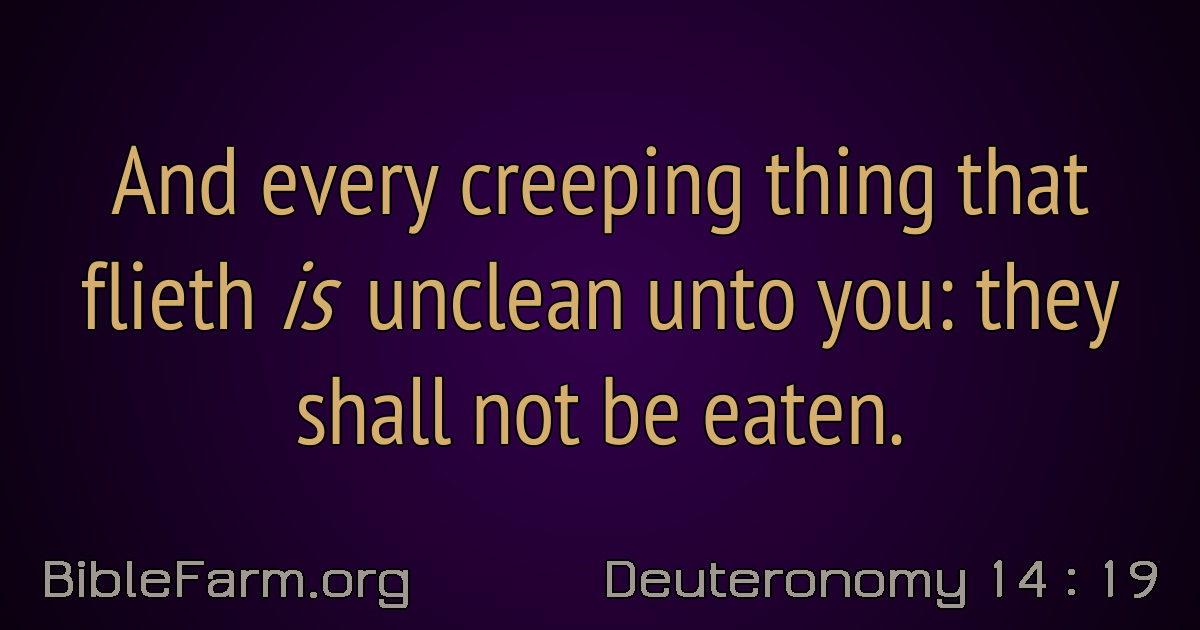 And every creeping thing that
flieth is unclean unto you: they
shall not be eaten.
BibleFarm.org
Deuteronomy 14 : 19